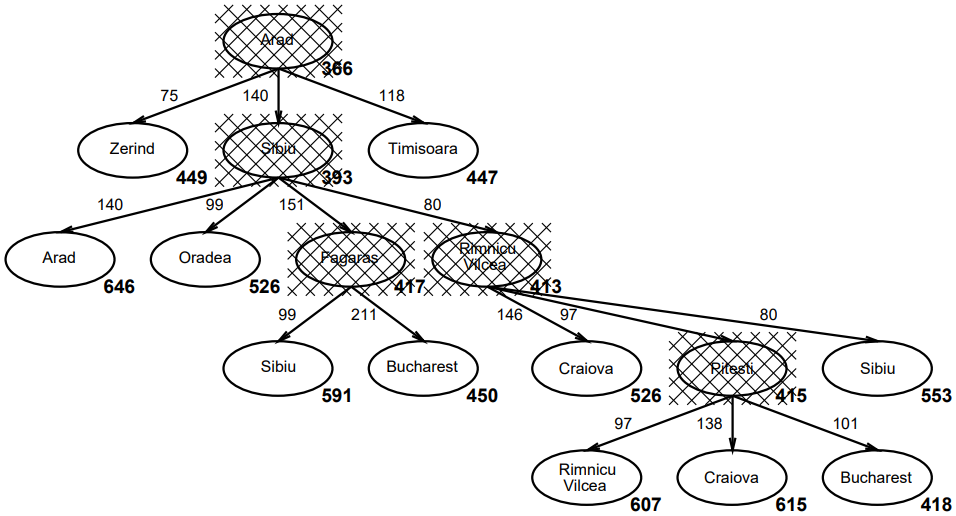 Arad
366
75
140
118
Zerind
449
Sibiu
393
Timisoara
447
140
99
151
80
Arad
646
Oradea
526
Fagaras
417
Rimnicu
Vilcea
413
99
211
146
97
80
Sibiu
591
Bucharest
450
Craiova
526
Pitesti
415
Sibiu
553
97
138
101
Rimnicu
Vilcea
607
Craiova
615
Bucharest
418